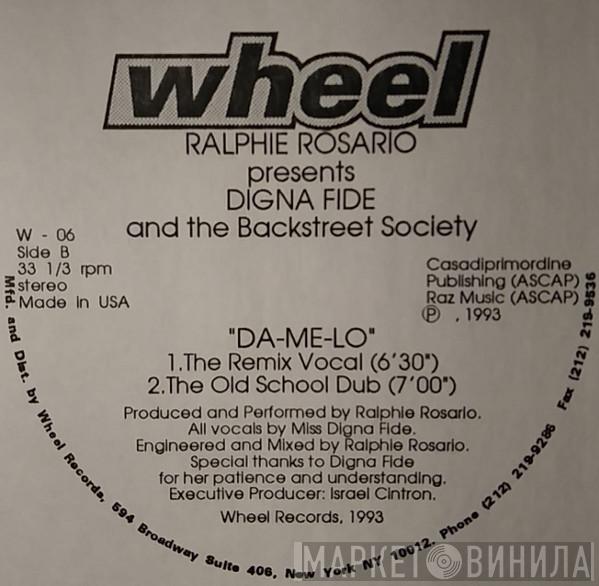 wheel
RALPHIE ROSARIO
presents
DIGNA FIDE
and the Backstreet Society
W - 06
Side B
33 1/3 rpm
stereo
Made in USA
Casadiprimordine
Publishing (ASCAP)
Raz Music (ASCAP)
Ⓟ , 1993
"DA-ME-LO"
1.The Remix Vocal (6'30")
2.The Old School Dub (7'00")
Produced and Performed by Ralphie Rosario.
All vocals by Miss Digna Fide.
Engineered and Mixed by Ralphie Rosario.
Special thanks to Digna Fide
for her patience and understanding.
Executive Producer: Israel Cintron.
Wheel Records, 1993
Mfd. and Dist. by Wheel Records, 594 Broadway Suite 406, New York NY 10012, Phone (212) 219-9286 Fax (212) 219-9536
МАРКЕТ ВИНИЛА